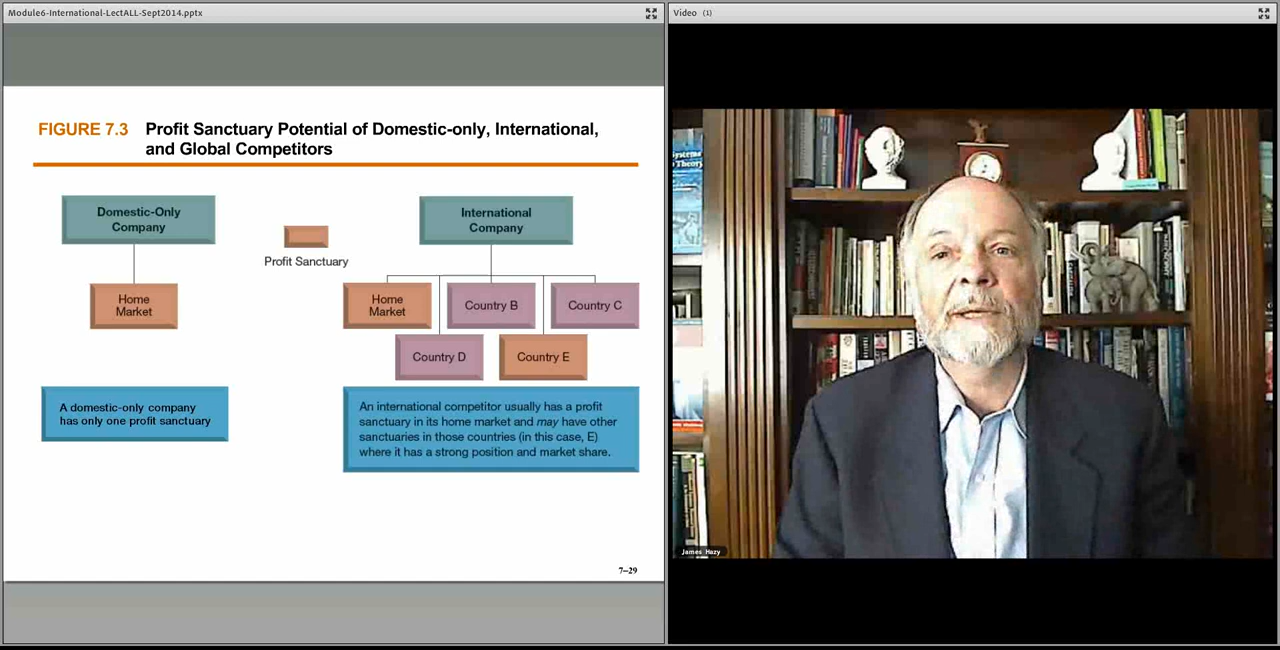 Module6-International-LectALL-Sept2014.pptx
Video (1)
FIGURE 7.3 Profit Sanctuary Potential of Domestic-only, International,
and Global Competitors
Domestic-Only
Company
Home
Market
A domestic-only company
has only one profit sanctuary
Profit Sanctuary
International
Company
Home
Market
Country B
Country C
Country D
Country E
An international competitor usually has a profit
sanctuary in its home market and may have other
sanctuaries in those countries (in this case, E)
where it has a strong position and market share.
7–29
Systems
Theory
James Hazy